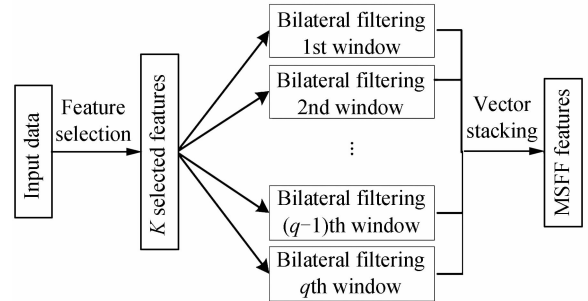 Input data
Feature
selection
K selected features
Bilateral filtering
1st window
Bilateral filtering
2nd window
...
Bilateral filtering
(q−1)th window
Bilateral filtering
qth window
Vector
stacking
MSFF features